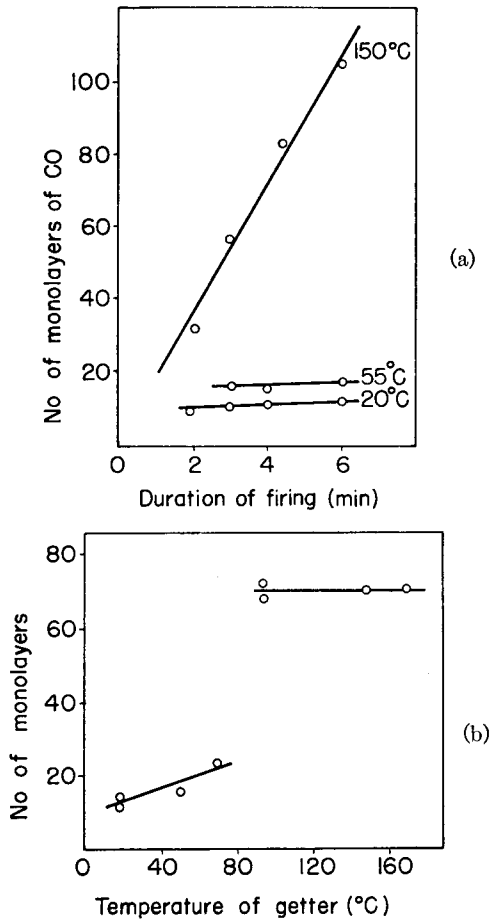 150°C
100
80
60
40
20
No of monolayers of CO
55°C
20°C
0 2 4 6 8
Duration of firing (min)
(a)
80
60
40
20
No of monolayers
0 40 80 120 160
Temperature of getter (°C)
(b)